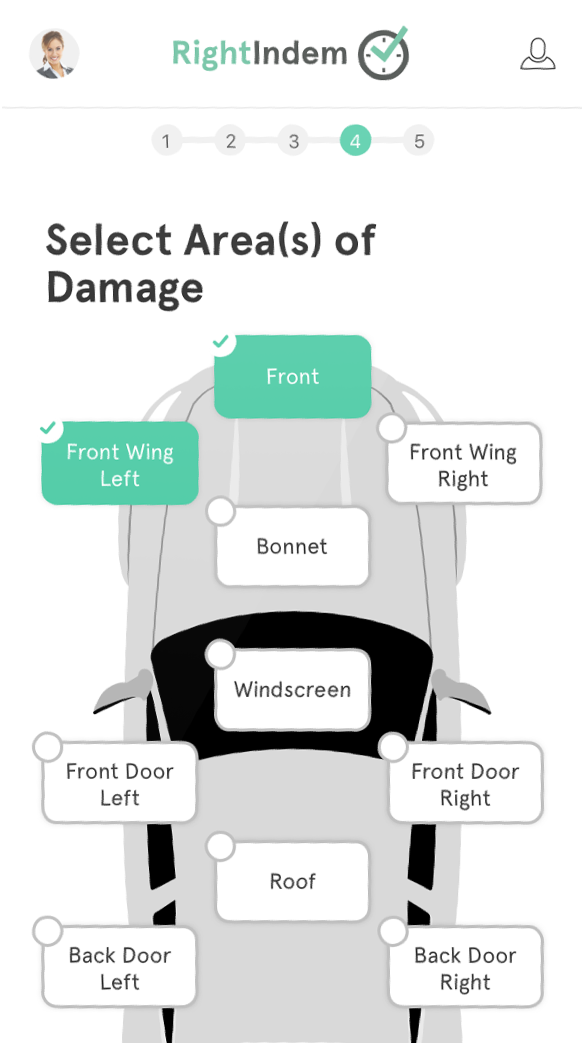 RightIndem
1 2 3 4 5
Select Area(s) of
Damage
Front
Front Wing
Left
Front Wing
Right
Bonnet
Windscreen
Front Door
Left
Front Door
Right
Roof
Back Door
Left
Back Door
Right